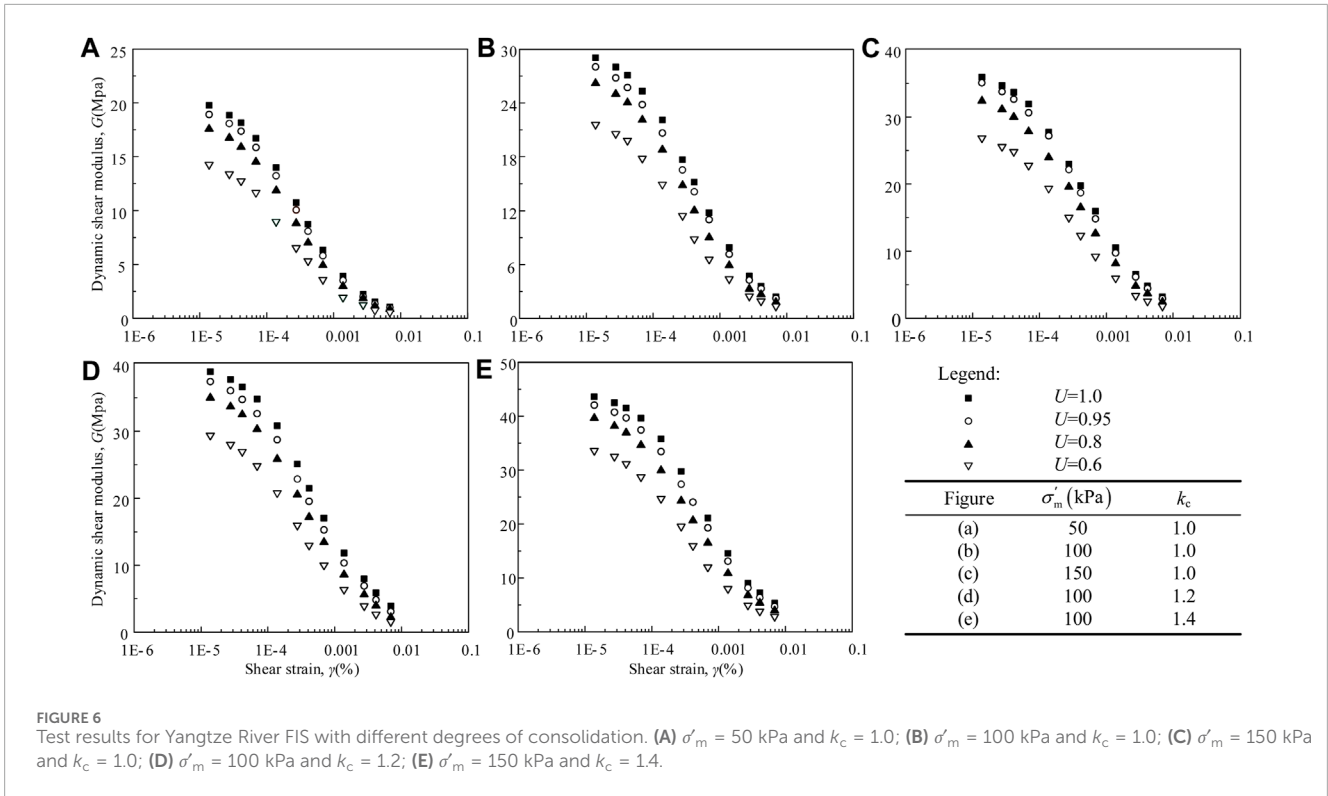 A
Dynamic shear modulus, G(Mpa)
25
20
15
10
5
0
1E-6 1E-5 1E-4 0.001 0.01 0.1
B
30
24
18
12
6
0
1E-6 1E-5 1E-4 0.001 0.01 0.1
C
40
30
20
10
0
1E-6 1E-5 1E-4 0.001 0.01 0.1
D
Dynamic shear modulus, G(Mpa)
40
30
20
10
0
1E-6 1E-5 1E-4 0.001 0.01 0.1
Shear strain, γ(%)
E
50
40
30
20
10
0
1E-6 1E-5 1E-4 0.001 0.01 0.1
Shear strain, γ(%)
Legend:
U=1.0
U=0.95
U=0.8
U=0.6
Figure σ′m (kPa) kc
(a) 50 1.0
(b) 100 1.0
(c) 150 1.0
(d) 100 1.2
(e) 100 1.4
FIGURE 6
Test results for Yangtze River FIS with different degrees of consolidation. (A) σ′m = 50 kPa and kc = 1.0; (B) σ′m = 100 kPa and kc = 1.0; (C) σ′m = 150 kPa
and kc = 1.0; (D) σ′m = 100 kPa and kc = 1.2; (E) σ′m = 150 kPa and kc = 1.4.